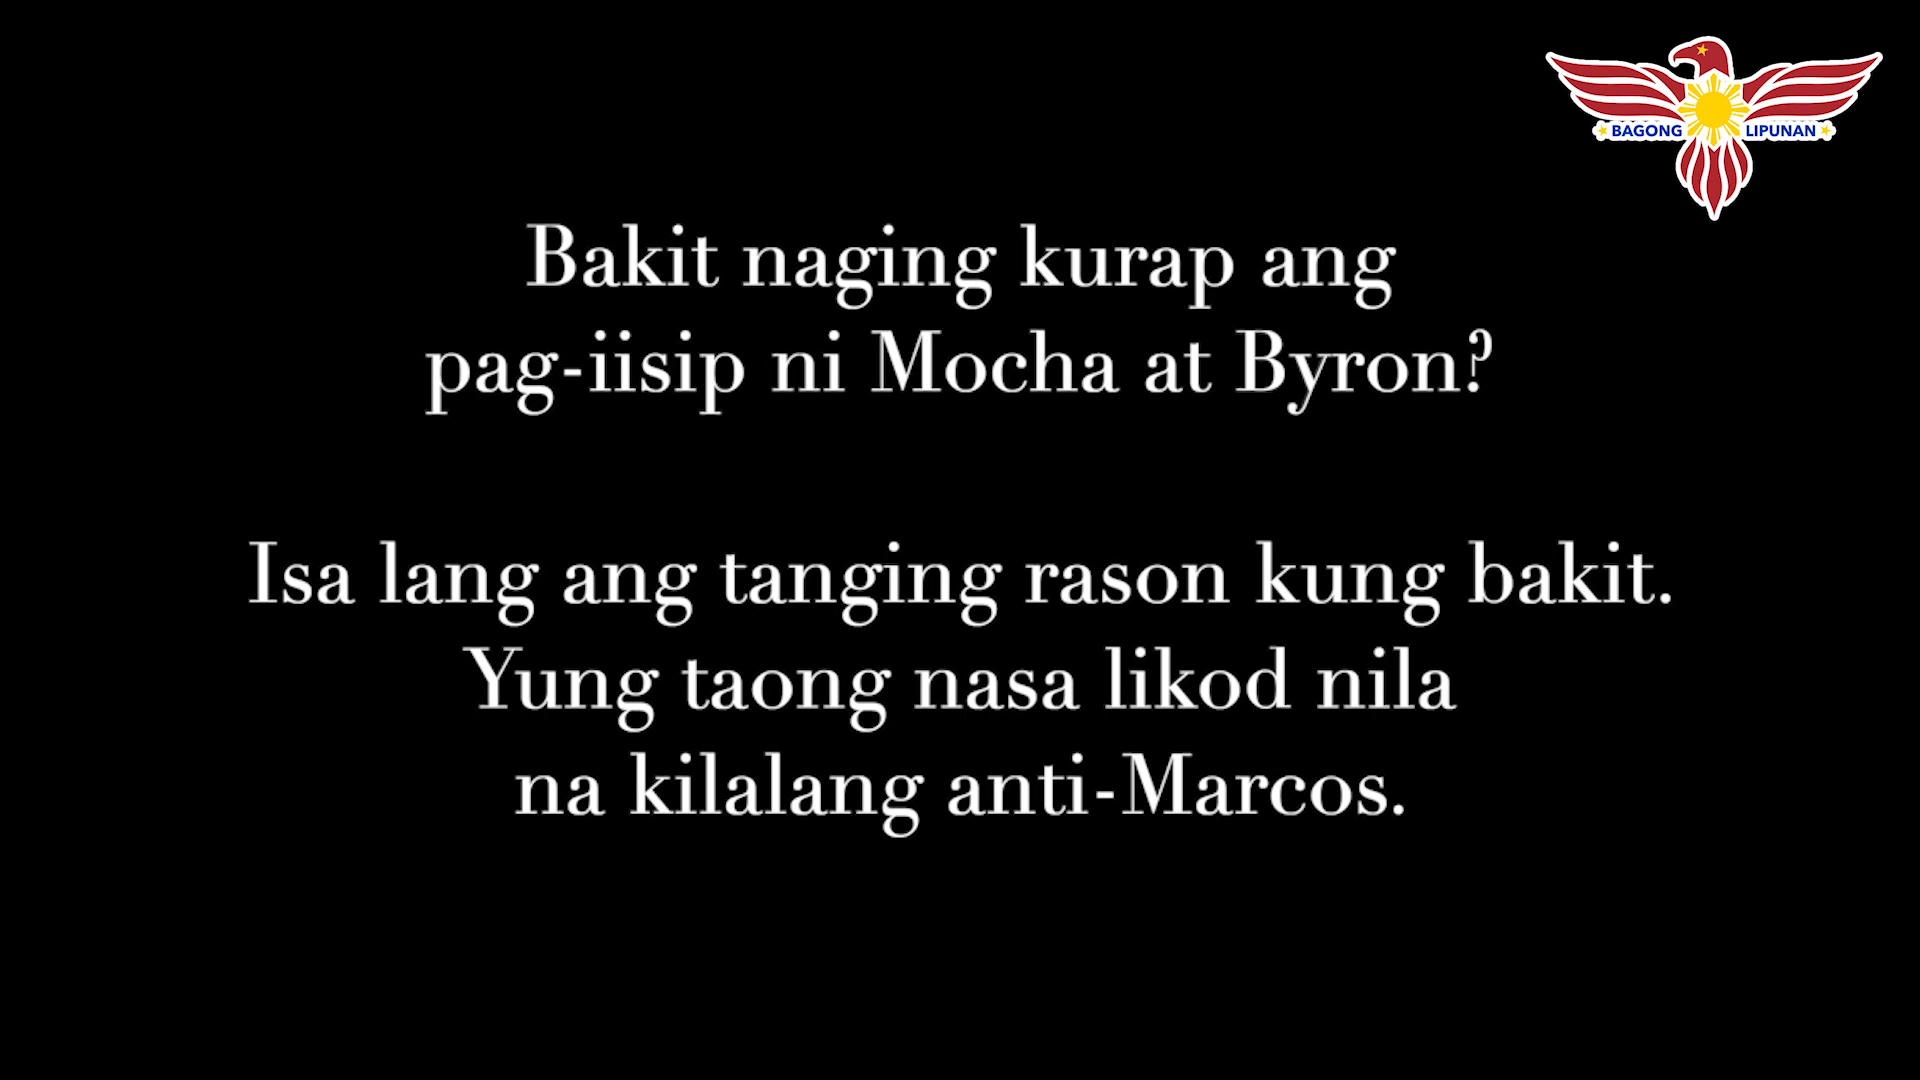 BAGONG LIPUNAN
Bakit naging kurap ang
pag-iisip ni Mocha at Byron?
Isa lang ang tanging rason kung bakit.
Yung taong nasa likod nila
na kilalang anti-Marcos.